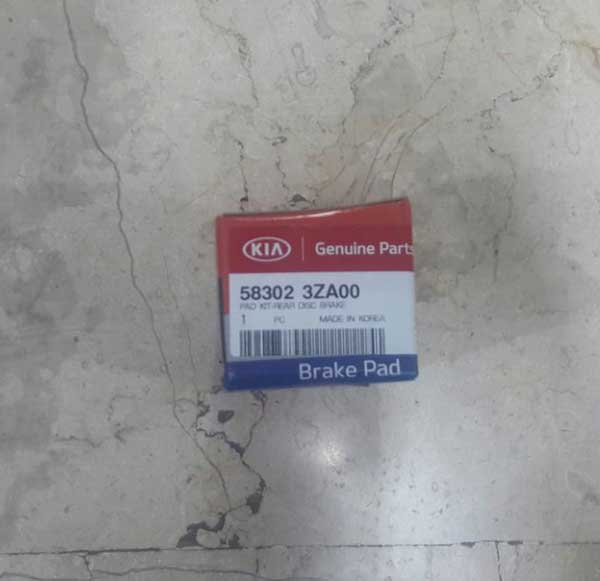 KIA Genuine Parts
58302 3ZA00
PAD KIT-REAR DISC BRAKE
1 PC MADE IN KOREA
Brake Pad